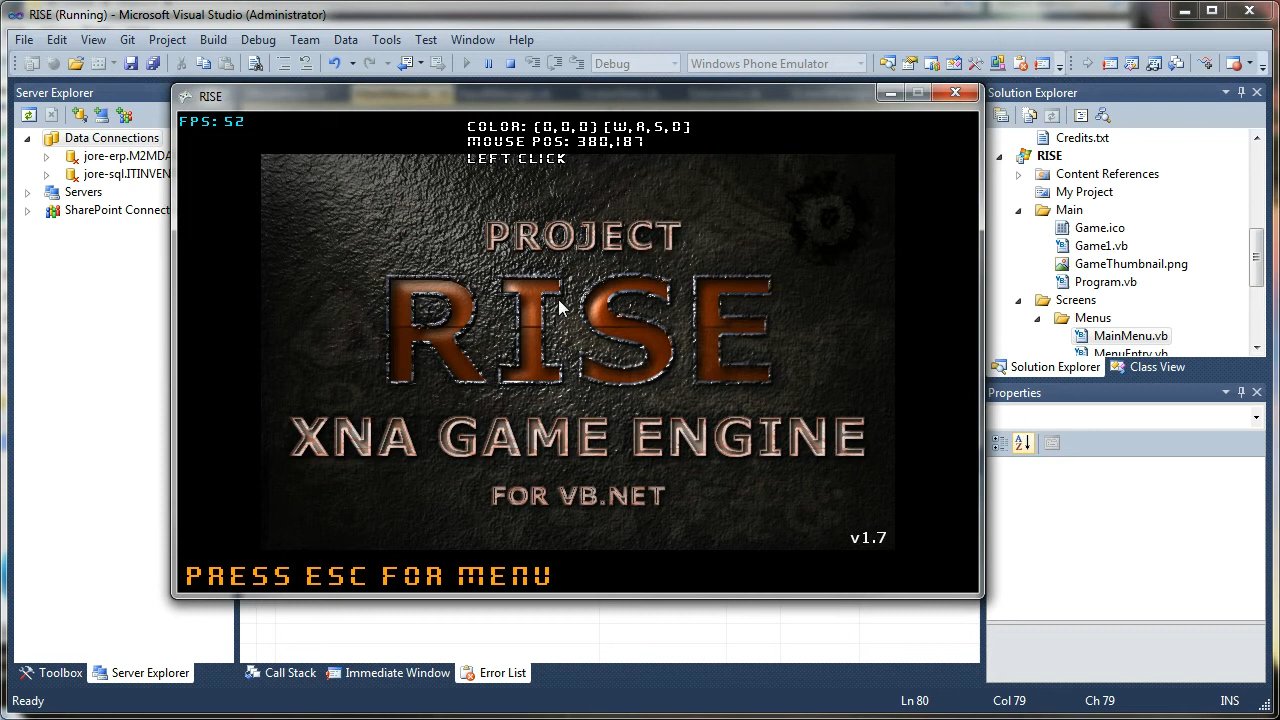 RISE (Running) - Microsoft Visual Studio (Administrator)
File Edit View Git Project Build Debug Team Data Tools Test Window Help
Debug Windows Phone Emulator
Server Explorer
Data Connections
jore-erp.M2MDA
jore-sql.ITINVEN
Servers
SharePoint Connect
RISE
FPS: 52
COLOR: (0,0,0) [W,A,S,D]
MOUSE POS: 380,187
LEFT CLICK
PROJECT
RISE
XNA GAME ENGINE
FOR VB.NET
v1.7
PRESS ESC FOR MENU
Solution Explorer
Credits.txt
RISE
Content References
My Project
Main
Game.ico
Game1.vb
GameThumbnail.png
Program.vb
Screens
Menus
MainMenu.vb
MenuEntry.vb
Solution Explorer Class View
Properties
Toolbox Server Explorer Call Stack Immediate Window Error List
Ready Ln 80 Col 79 Ch 79 INS